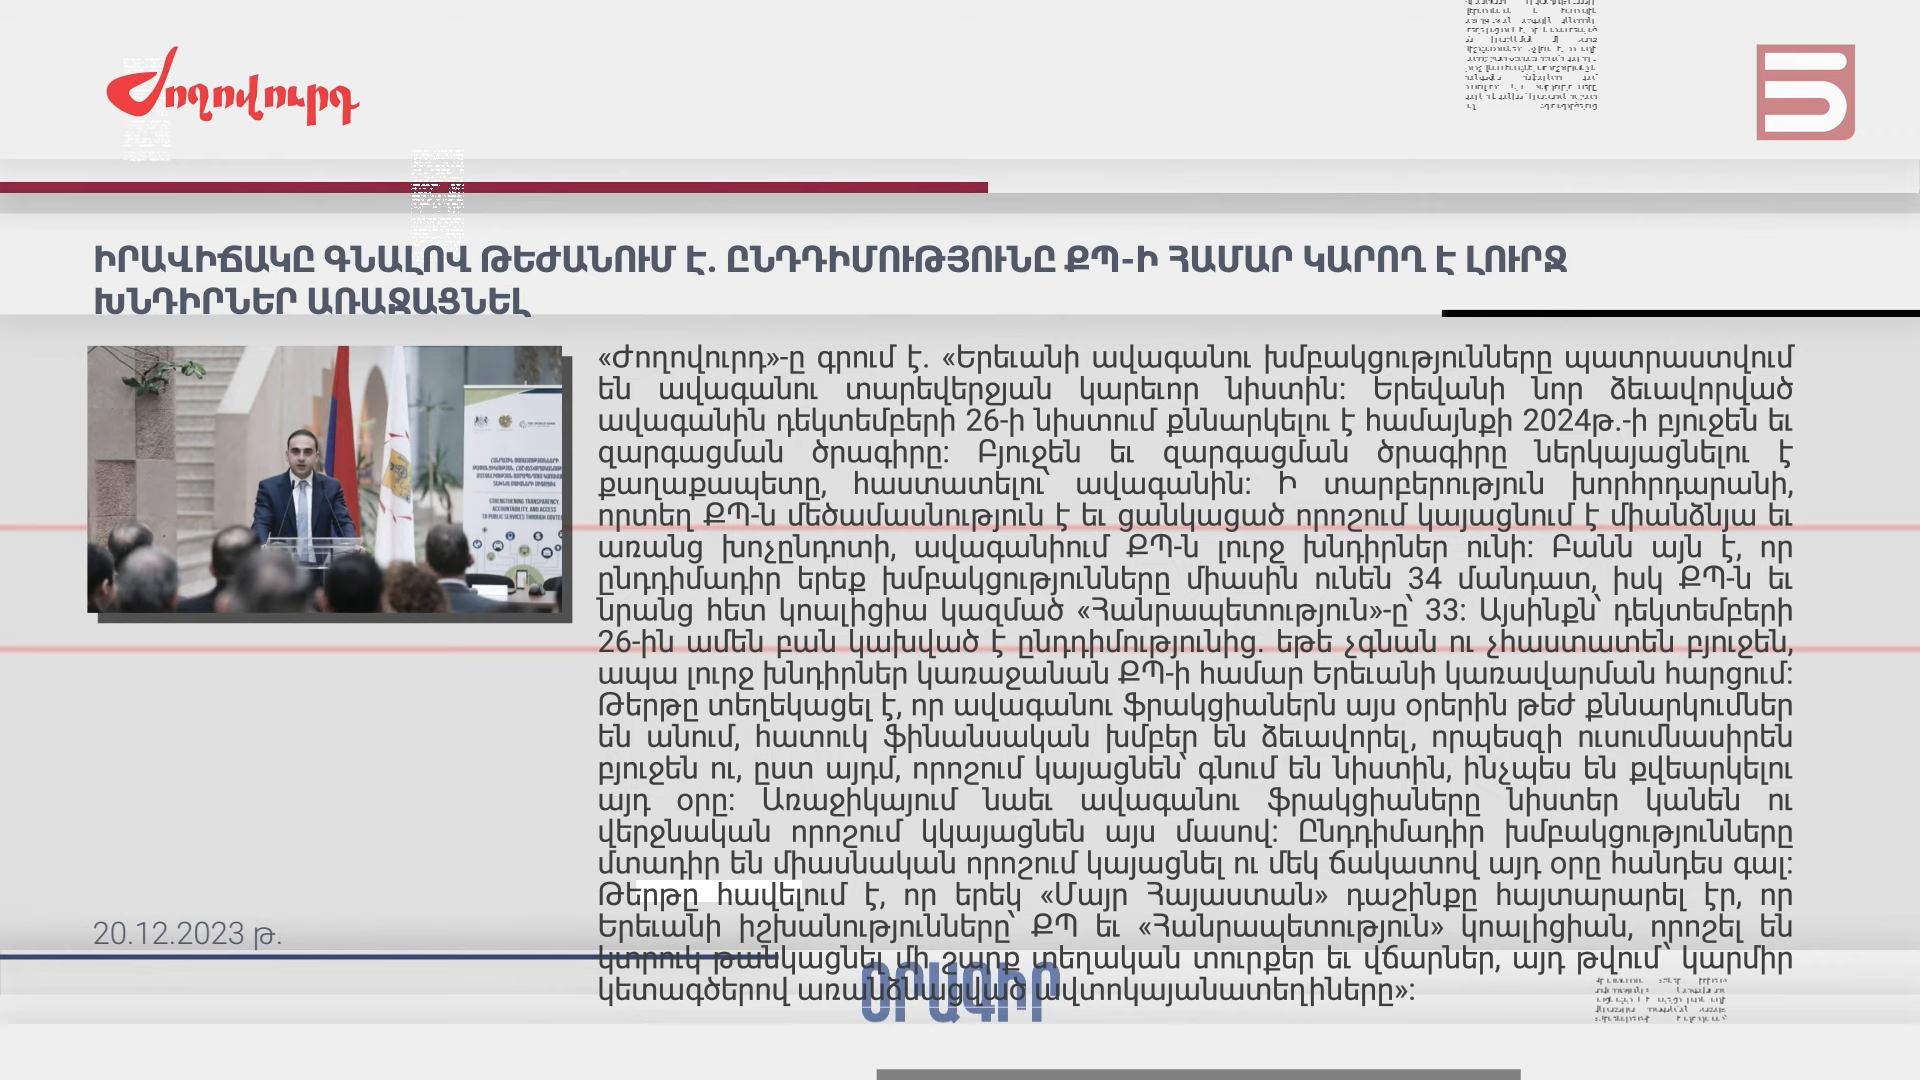 Ժողովուրդ
5
ԻՐԱՎԻՃԱԿԸ ԳՆԱԼՈՎ ԹԵԺԱՆՈՒՄ Է. ԸՆԴԴԻՄՈՒԹՅՈՒՆԸ ՔՊ-Ի ՀԱՄԱՐ ԿԱՐՈՂ Է ԼՈՒՐՋ
ԽՆԴԻՐՆԵՐ ԱՌԱՋԱՑՆԵԼ
«Ժողովուրդ»-ը գրում է. «Երեւանի ավագանու խմբակցությունները պատրաստվում
են ավագանու տարեվերջյան կարեւոր նիստին: Երեվանի նոր ձեւավորված
ավագանին դեկտեմբերի 26-ի նիստում քննարկելու է համայնքի 2024թ.-ի բյուջեն եւ
զարգացման ծրագիրը: Բյուջեն եւ զարգացման ծրագիրը ներկայացնելու է
քաղաքապետը, հաստատելու՝ ավագանին: Ի տարբերություն խորհրդարանի,
որտեղ ՔՊ-ն մեծամասնություն է եւ ցանկացած որոշում կայացնում է միանձնյա եւ
առանց խոչընդոտի, ավագանիում ՔՊ-ն լուրջ խնդիրներ ունի: Բանն այն է, որ
ընդդիմադիր երեք խմբակցությունները միասին ունեն 34 մանդատ, իսկ ՔՊ-ն եւ
նրանց հետ կոալիցիա կազմած «Հանրապետություն»-ը՝ 33: Այսինքն՝ դեկտեմբերի
26-ին ամեն բան կախված է ընդդիմությունից. եթե չգնան ու չհաստատեն բյուջեն,
ապա լուրջ խնդիրներ կառաջանան ՔՊ-ի համար Երեւանի կառավարման հարցում:
Թերթը տեղեկացել է, որ ավագանու ֆրակցիաներն այս օրերին թեժ քննարկումներ
են անում, հատուկ ֆինանսական խմբեր են ձեւավորել, որպեսզի ուսումնասիրեն
բյուջեն ու, ըստ այդմ, որոշում կայացնեն՝ գնում են նիստին, ինչպես են քվեարկելու
այդ օրը: Առաջիկայում նաեւ ավագանու ֆրակցիաները նիստեր կանեն ու
վերջնական որոշում կկայացնեն այս մասով: Ընդդիմադիր խմբակցությունները
մտադիր են միասնական որոշում կայացնել ու մեկ ճակատով այդ օրը հանդես գալ:
Թերթը հավելում է, որ երեկ «Մայր Հայաստան» դաշինքը հայտարարել էր, որ
Երեւանի իշխանությունները՝ ՔՊ եւ «Հանրապետություն» կոալիցիան, որոշել են
կտրուկ թանկացնել մի շարք տեղական տուրքեր եւ վճարներ, այդ թվում՝ կարմիր
կետագծերով առանձնացված ավտոկայանատեղիները»:
STRENGTHENING TRANSPARENCY,
ACCOUNTABILITY, AND ACCESS
TO PUBLIC SERVICES THROUGH
20.12.2023 թ.
ՕՐԱԳԻՐ